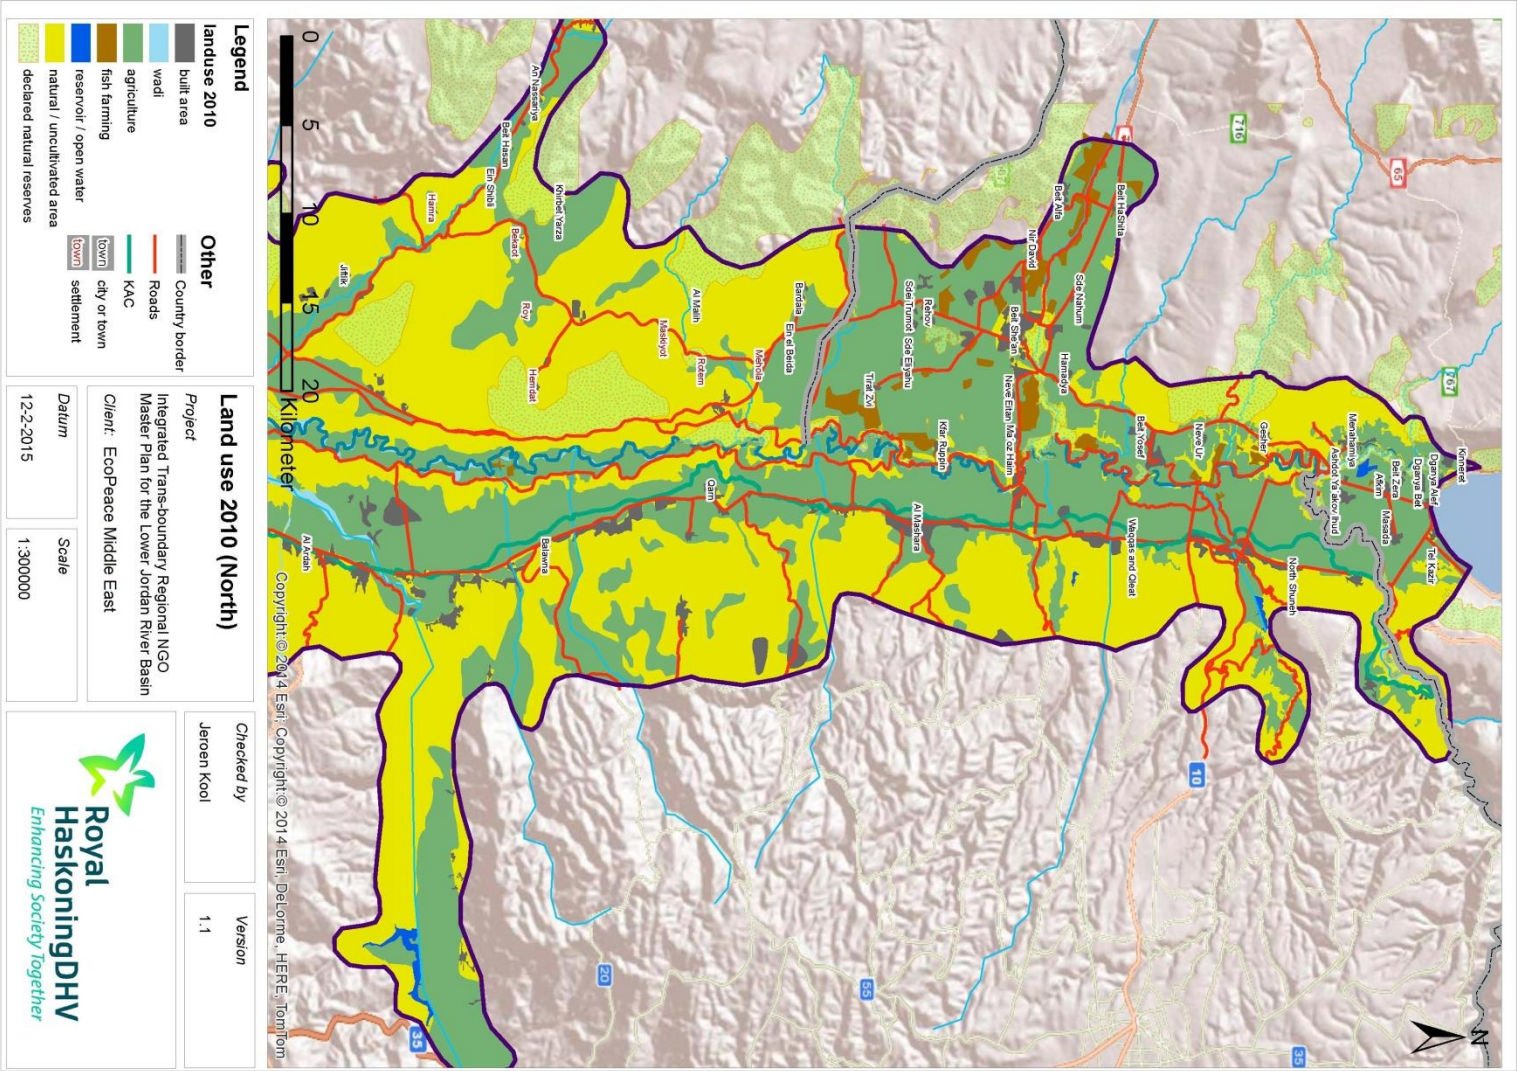 Legend
landuse 2010
built area
wadi
agriculture
fish farming
reservoir / open water
natural / uncultivated area
declared natural reserves
Other
Country border
Roads
KAC
town
city or town
town
settlement
Land use 2010 (North)
Project
Integrated Trans-boundary Regional NGO
Master Plan for the Lower Jordan River Basin
Client: EcoPeace Middle East
Datum
12-2-2015
Scale
1:300000
Checked by
Jeroen Kool
Version
1.1
Royal
HaskoningDHV
Enhancing Society Together
0
5
10
15
20
Kilometer
Copyright:© 2014 Esri; Copyright:© 2014 Esri, DeLorme, HERE, TomTom
N
716
65
767
10
20
55
35
35
Kinneret
Dganya Alef
Dganya Bet
Beit Zera
Afkim
Masada
Menahamiya
Ashdot Ya'akov Ihud
Tel Kazir
Gesher
Neve Ur
North Shuneh
Beit Yosef
Waqqas and Qleat
Beit HaShita
Beit Alfa
Nir David
Sde Nahum
Hamadya
Beit She'an
Neve Eitan
Ma'oz Haim
Rehov
Sdei Trumot
Sde Eliyahu
Tirat Zvi
Kfar Ruppin
Al Mashara
Bardala
Ein el Beida
Mehola
Al Malih
Rotem
Maskiyot
Qarn
Khirbet Yarza
Bekaot
Roy
Hemdat
An Nassariya
Beit Hasan
Ein Shibli
Hamra
Jiftlik
Balawna
Al Ardah